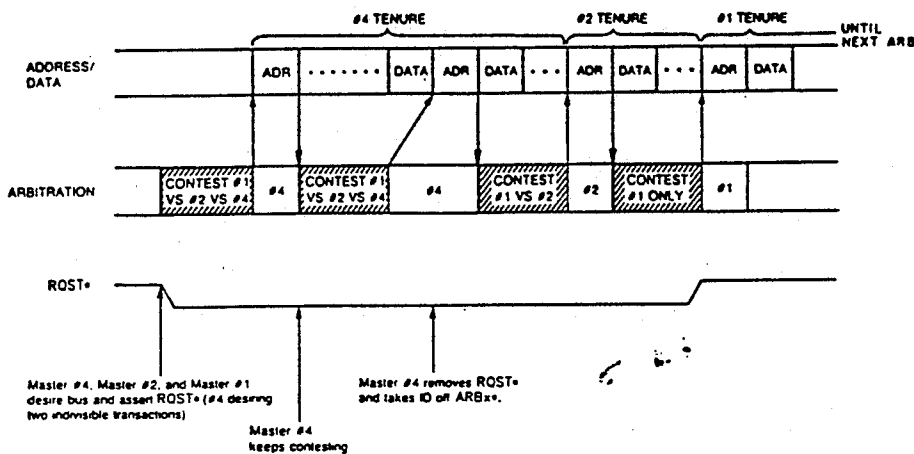 #4 TENURE #2 TENURE #1 TENURE
UNTIL
NEXT ARB
ADDRESS/
DATA
ADR ······· DATA ADR DATA ··· ADR DATA ··· ADR DATA
ARBITRATION
CONTEST #1
VS #2 VS #4
#4
CONTEST #1
VS #2 VS #4
#4
CONTEST
#1 VS #2
#2
CONTEST
#1 ONLY
#1
RQST*
Master #4, Master #2, and Master #1
desire bus and assert RQST* (#4 desiring
two indivisible transactions)
Master #4
keeps contesting
Master #4 removes RQST*
and takes ID off ARBx*.